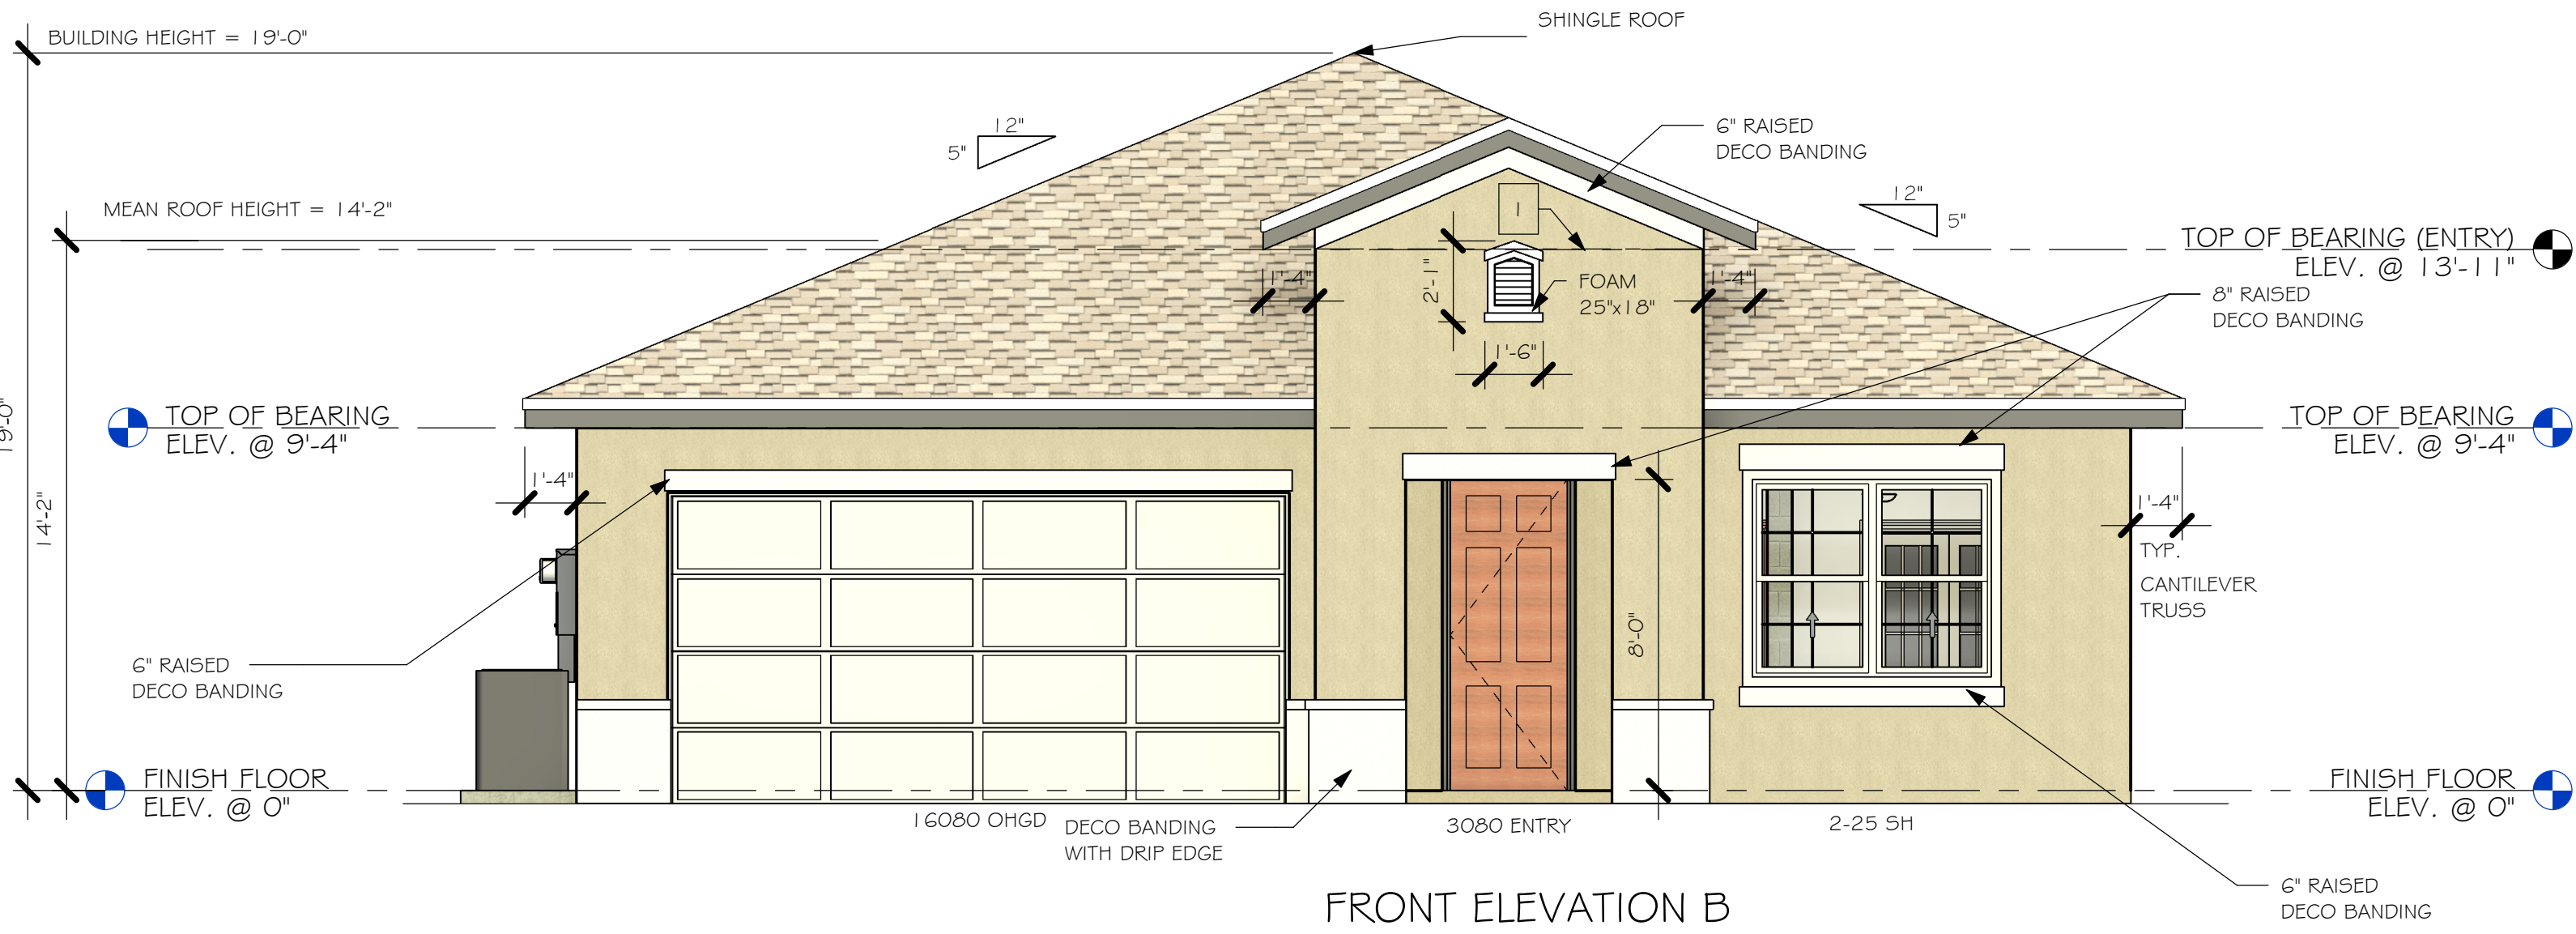 SHINGLE ROOF
BUILDING HEIGHT = 19'-0"
12"
5"
6" RAISED
DECO BANDING
MEAN ROOF HEIGHT = 14'-2"
1
12"
5"
TOP OF BEARING (ENTRY)
ELEV. @ 13'-11"
1'-4"
2'-1"
FOAM
25"x18"
1'-4"
8" RAISED
DECO BANDING
1'-6"
19'-0"
TOP OF BEARING
ELEV. @ 9'-4"
TOP OF BEARING
ELEV. @ 9'-4"
1'-4"
14'-2"
1'-4"
TYP.
CANTILEVER
TRUSS
8'-0"
6" RAISED
DECO BANDING
FINISH FLOOR
ELEV. @ 0"
FINISH FLOOR
ELEV. @ 0"
16080 OHGD
DECO BANDING
WITH DRIP EDGE
3080 ENTRY
2-25 SH
6" RAISED
DECO BANDING
FRONT ELEVATION B